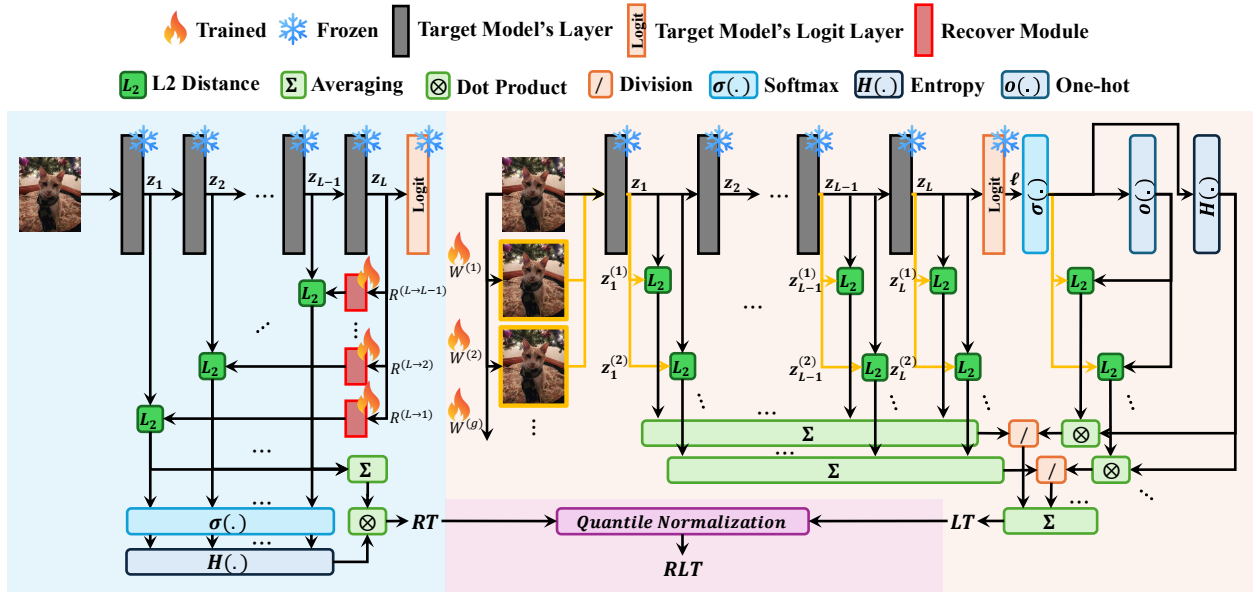 Trained Frozen Target Model's Layer Logit Target Model's Logit Layer Recover Module
L2 L2 Distance Σ Averaging ⊗ Dot Product / Division σ(.) Softmax H(.) Entropy o(.) One-hot
z1 z2 ... zL−1 zL Logit
z1 z2 ... zL−1 zL Logit ℓ σ(.) o(.) H(.)
W(1) z1(1) L2 zL−1(1) L2 zL(1) L2 L2
L2 R(L→L−1)
... ... ...
W(2) z1(2) L2 zL−1(2) L2 zL(2) L2 L2
L2 R(L→2)
L2 R(L→1)
... ... ... ... ...
W(g) ... Σ / ⊗
... Σ ... Σ / ⊗
... ...
σ(.) ⊗ RT Quantile Normalization LT Σ
...
H(.) RLT